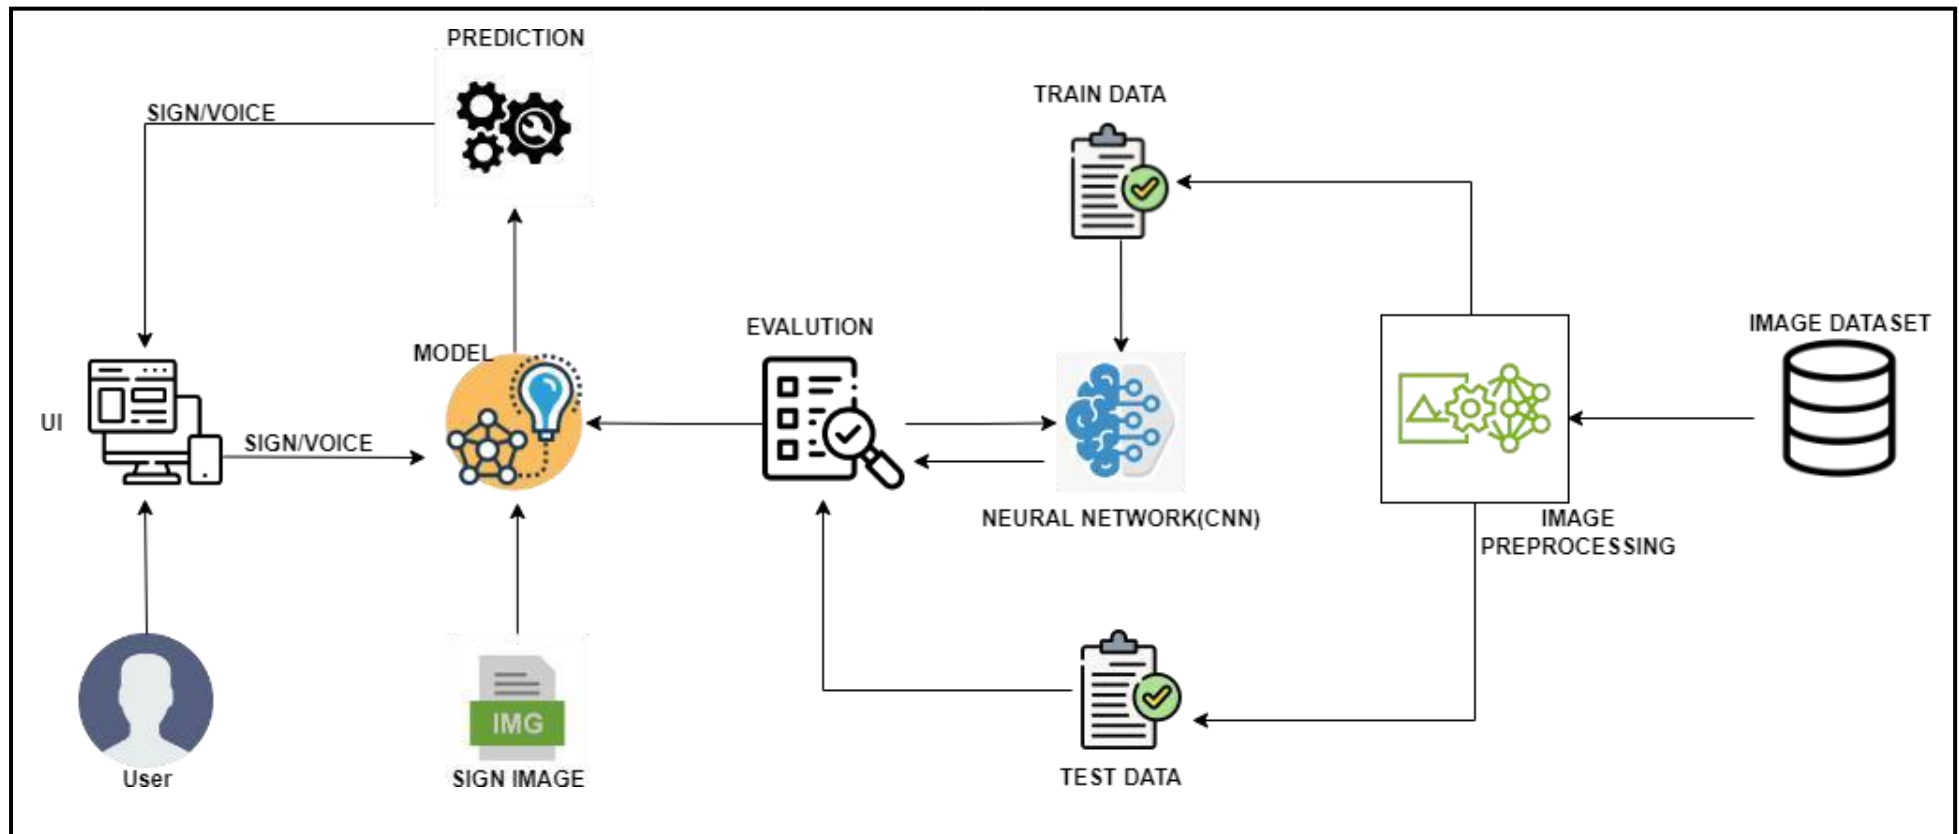 PREDICTION
SIGN/VOICE
TRAIN DATA
EVALUTION
IMAGE DATASET
MODEL
UI
SIGN/VOICE
NEURAL NETWORK(CNN)
IMAGE
PREPROCESSING
IMG
User
SIGN IMAGE
TEST DATA